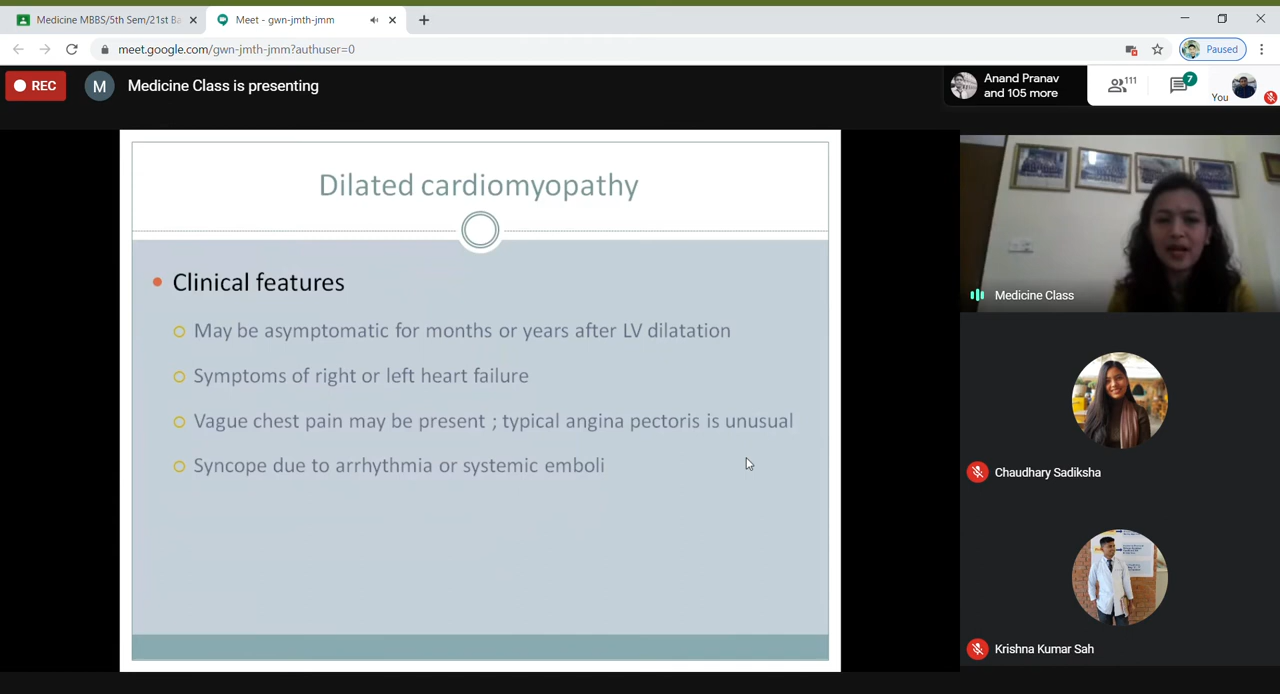 Medicine MBBS/5th Sem/21st Ba
Meet - gwn-jmth-jmm
meet.google.com/gwn-jmth-jmm?authuser=0
Paused
REC
M
Medicine Class is presenting
Anand Pranav
and 105 more
111
7
You
Dilated cardiomyopathy
Clinical features
May be asymptomatic for months or years after LV dilatation
Symptoms of right or left heart failure
Vague chest pain may be present ; typical angina pectoris is unusual
Syncope due to arrhythmia or systemic emboli
Medicine Class
Chaudhary Sadiksha
Krishna Kumar Sah